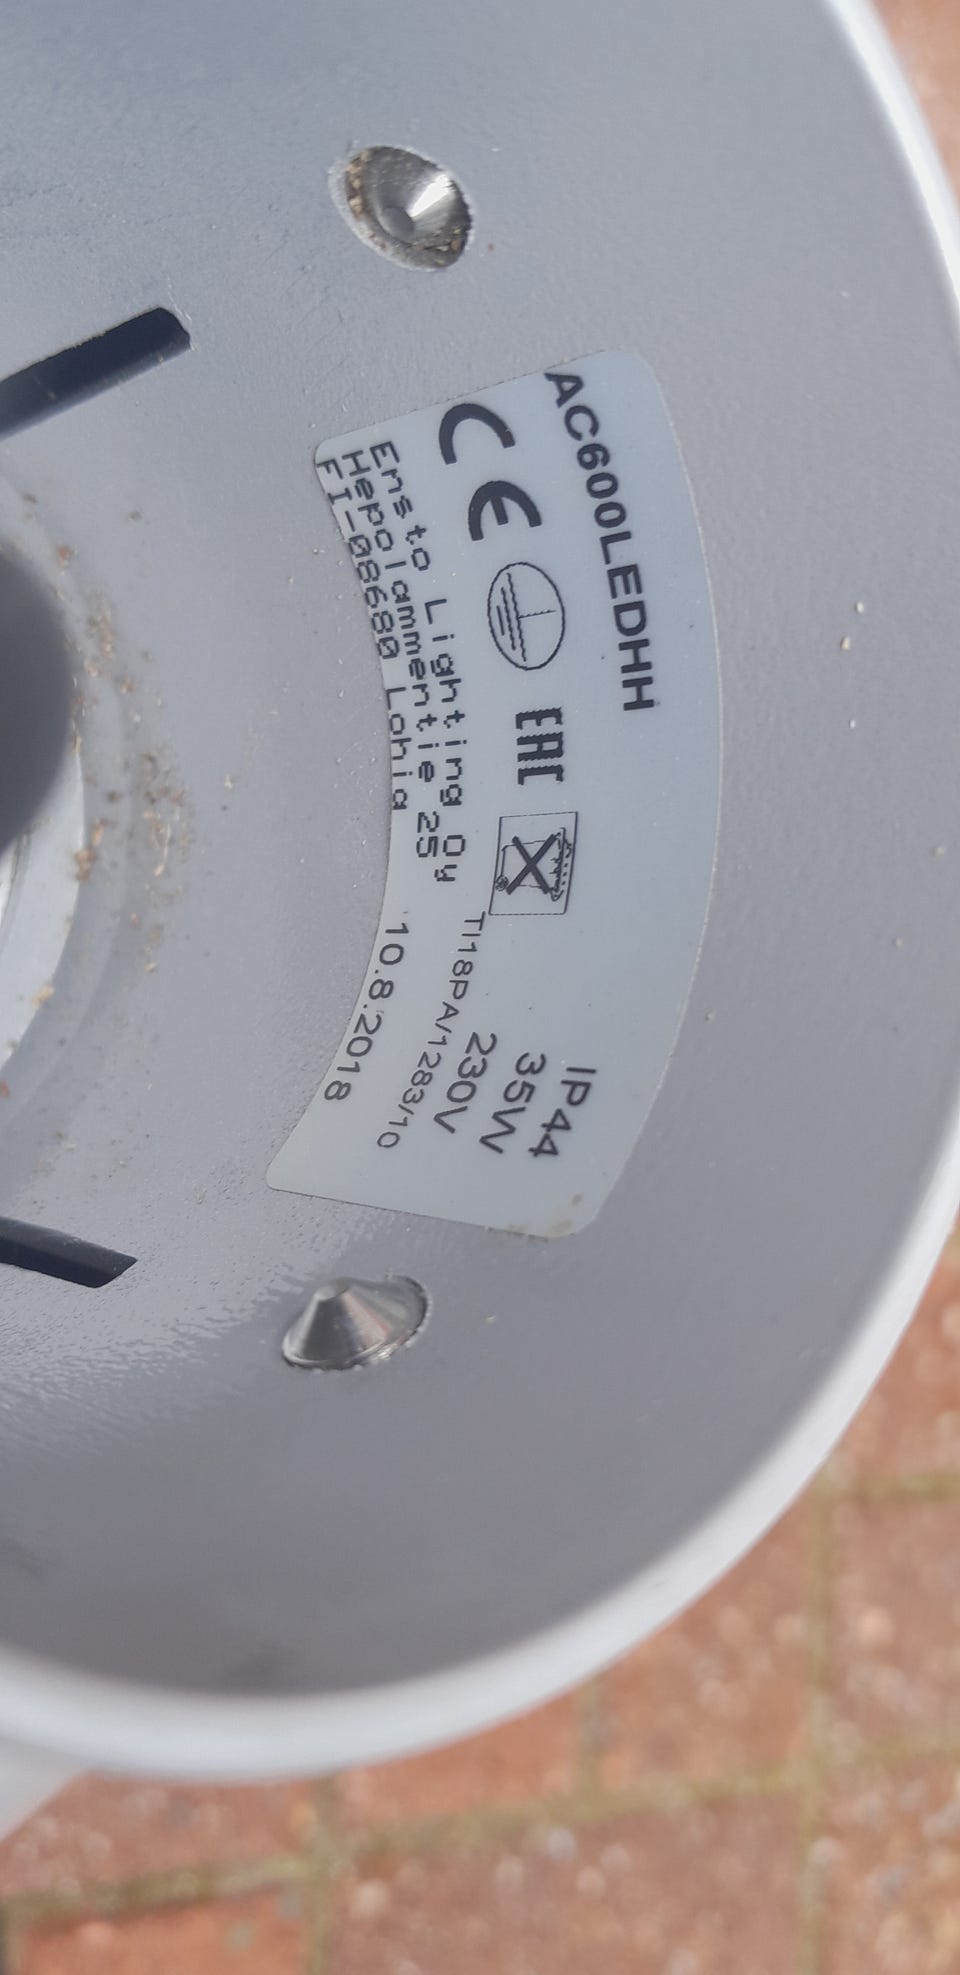 AC600LEDHH
CE
EAC
Ensto Lighting Oy
Hepolammentie 25
FI-08680 Lohja
IP44
35W
230V
TI18PA/1283/10
10.8.2018